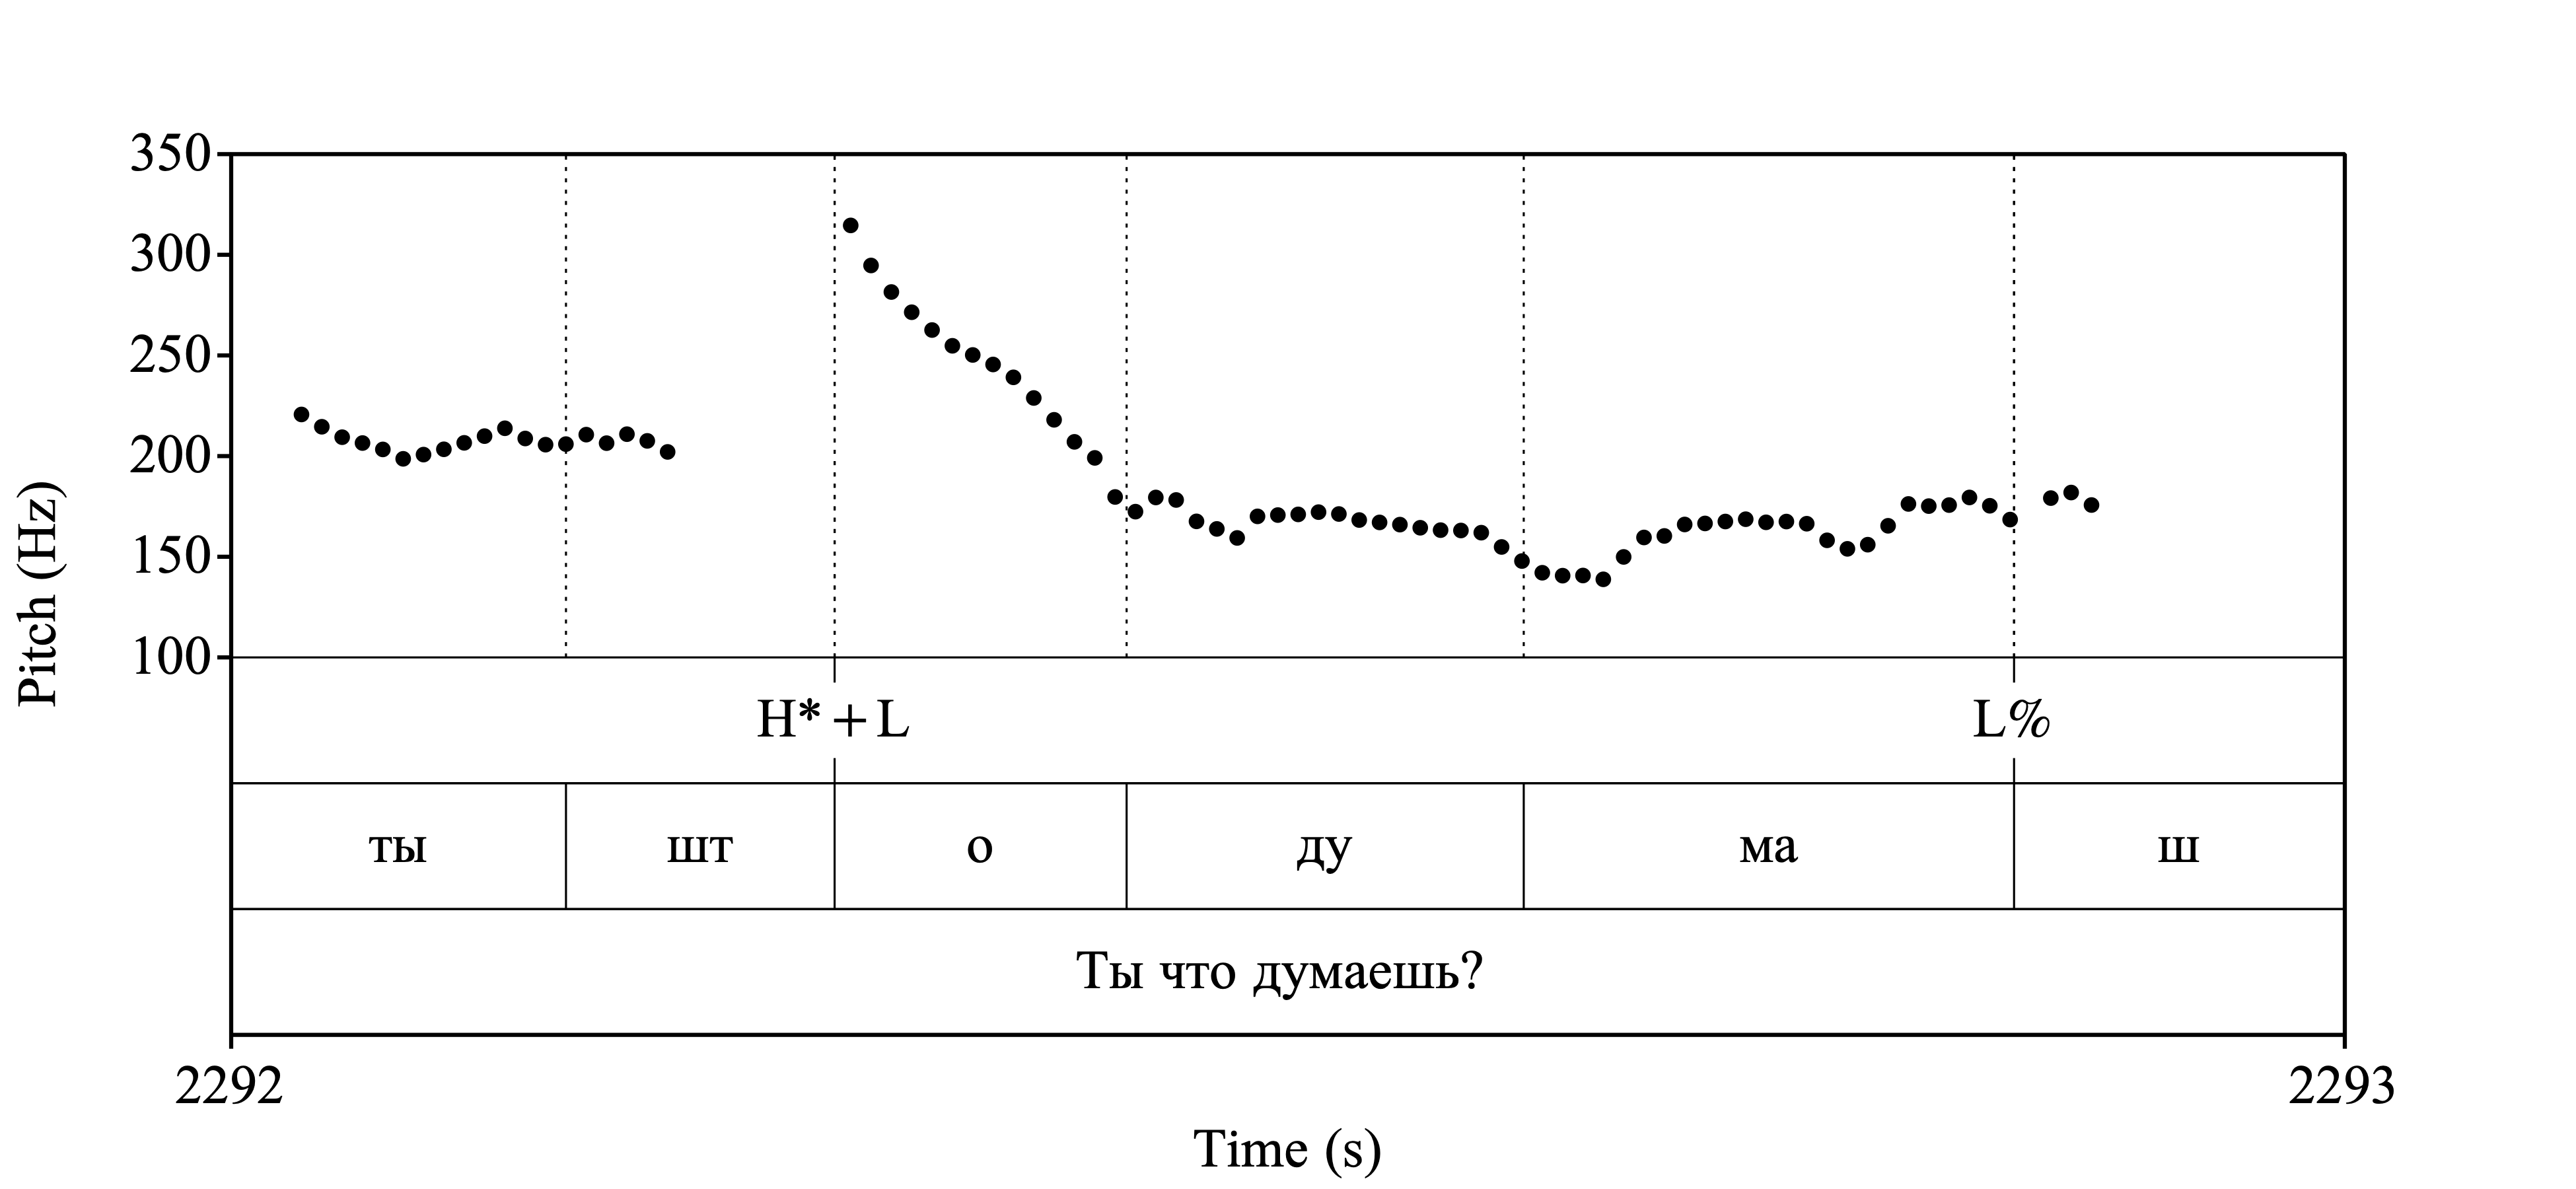 350
300
250
200
150
100
Pitch (Hz)
H* + L L%
ты шт о ду ма ш
Ты что думаешь?
2292 2293
Time (s)